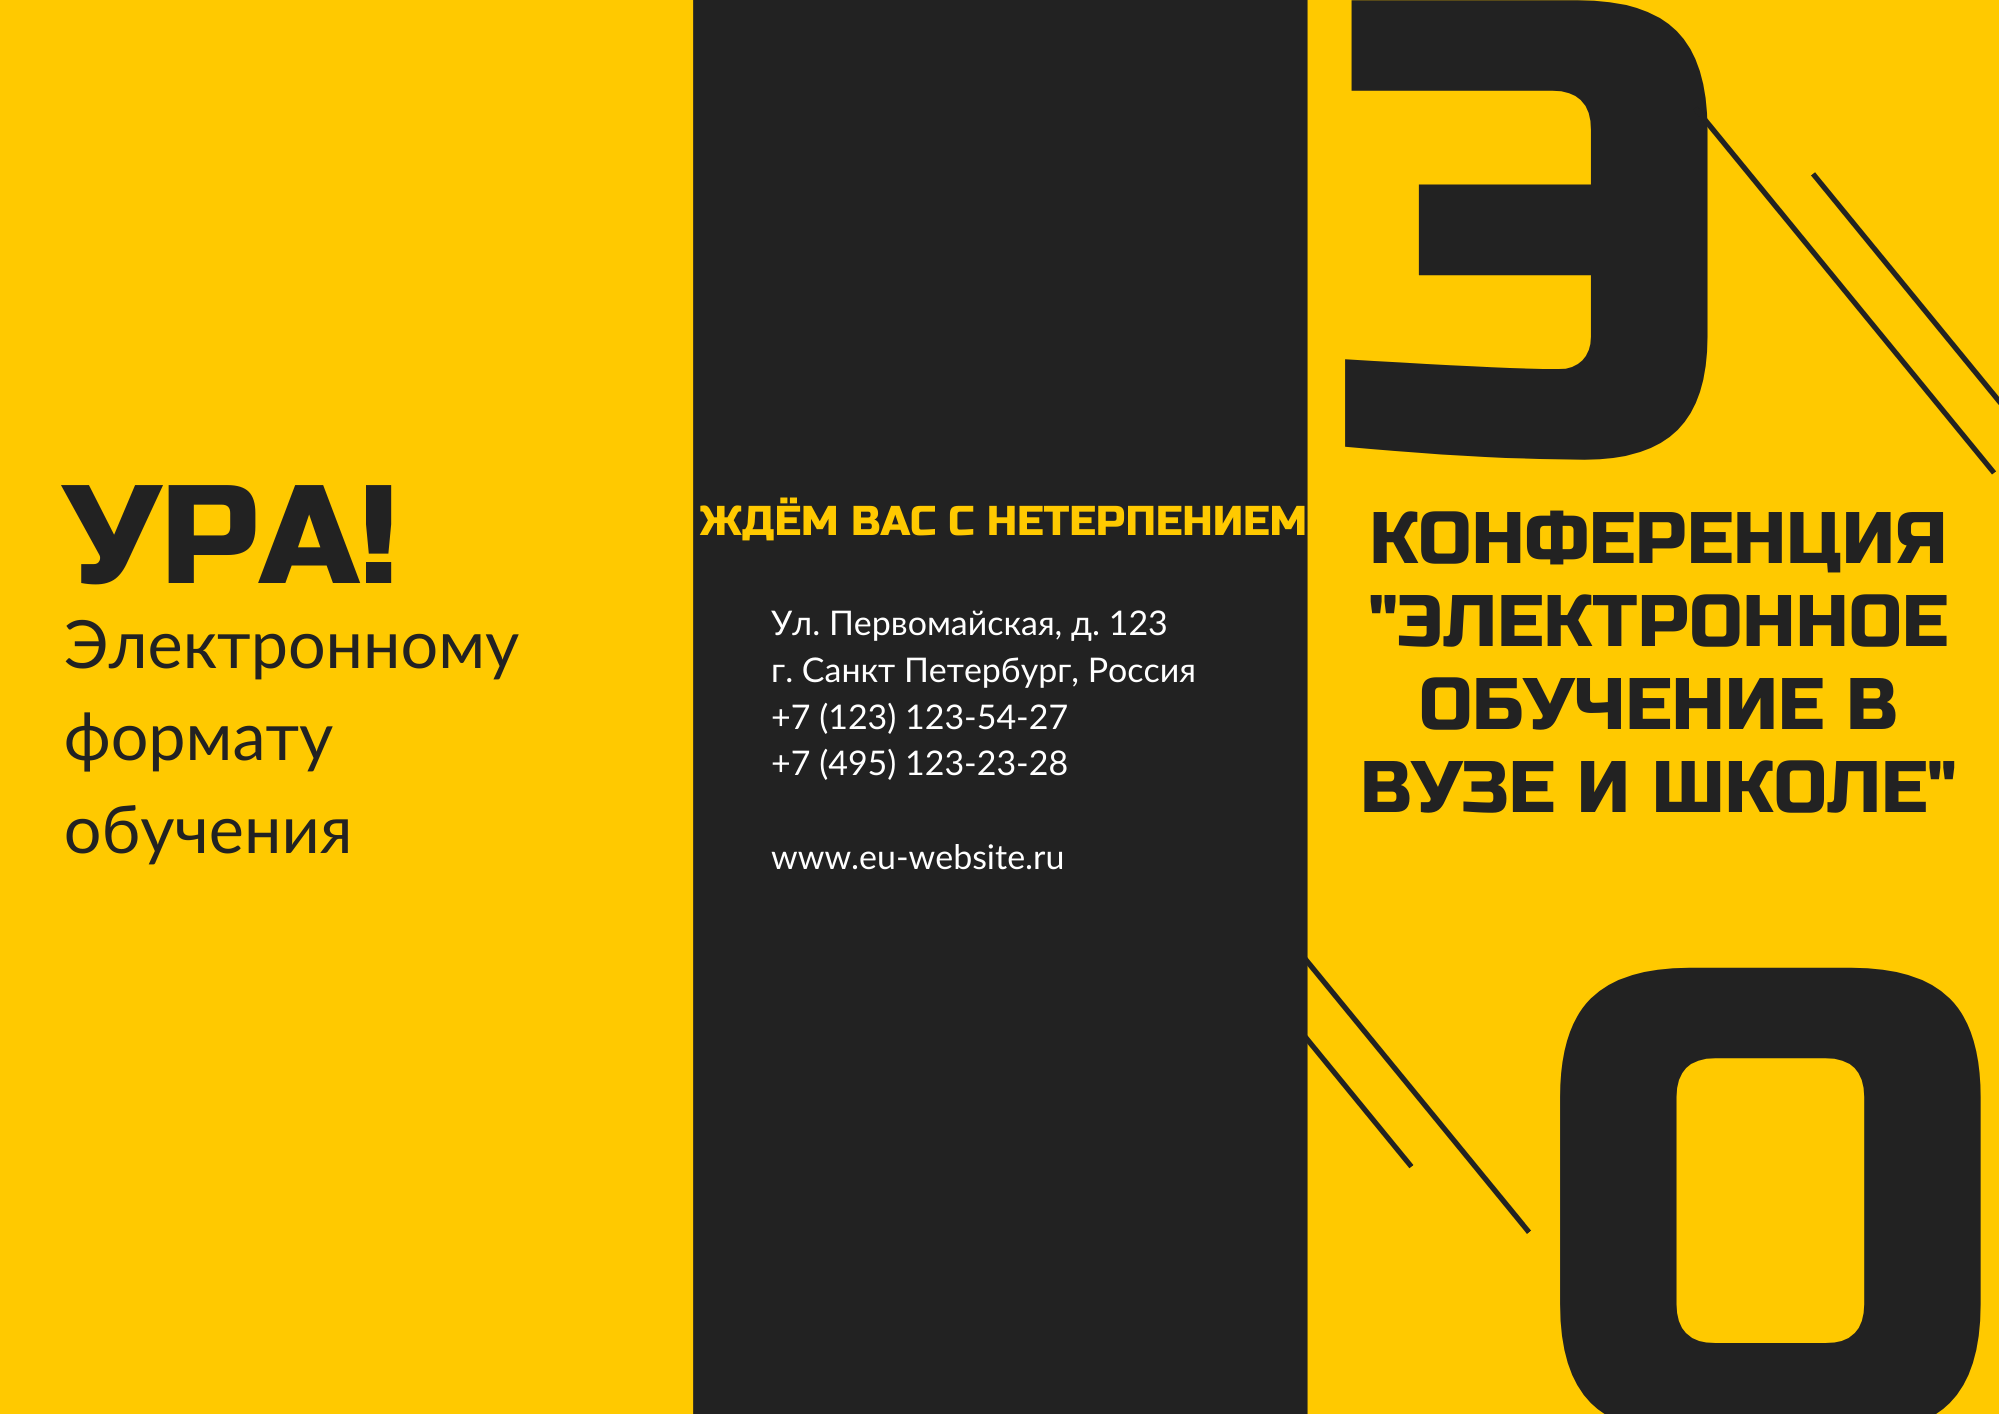 УРА!
Электронному
формату
обучения
ЖДЁМ ВАС С НЕТЕРПЕНИЕМ
Ул. Первомайская, д. 123
г. Санкт Петербург, Россия
+7 (123) 123-54-27
+7 (495) 123-23-28
www.eu-website.ru
Э
КОНФЕРЕНЦИЯ
"ЭЛЕКТРОННОЕ
ОБУЧЕНИЕ В
ВУЗЕ И ШКОЛЕ"
О